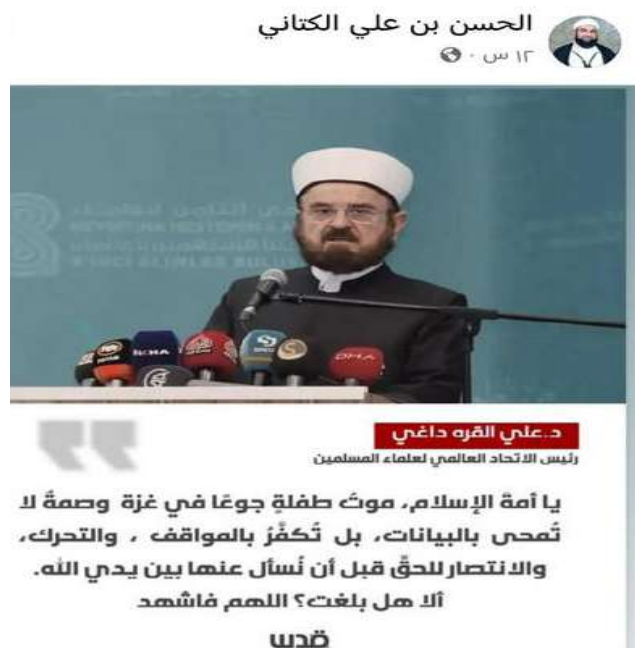 الحسن بن علي الكتاني
١٢ س ·
İLKHA
DHA
د.علي القره داغي
رئيس الاتحاد العالمي لعلماء المسلمين
يا أمة الإسلام، موتُ طفلةٍ جوعًا في غزة وصمةٌ لا
تُمحى بالبيانات، بل تُكفَّرُ بالمواقف ، والتحرك،
والانتصار للحقِّ قبل أن نُسأل عنها بين يدي الله.
ألا هل بلغت؟ اللهم فاشهد
قدس